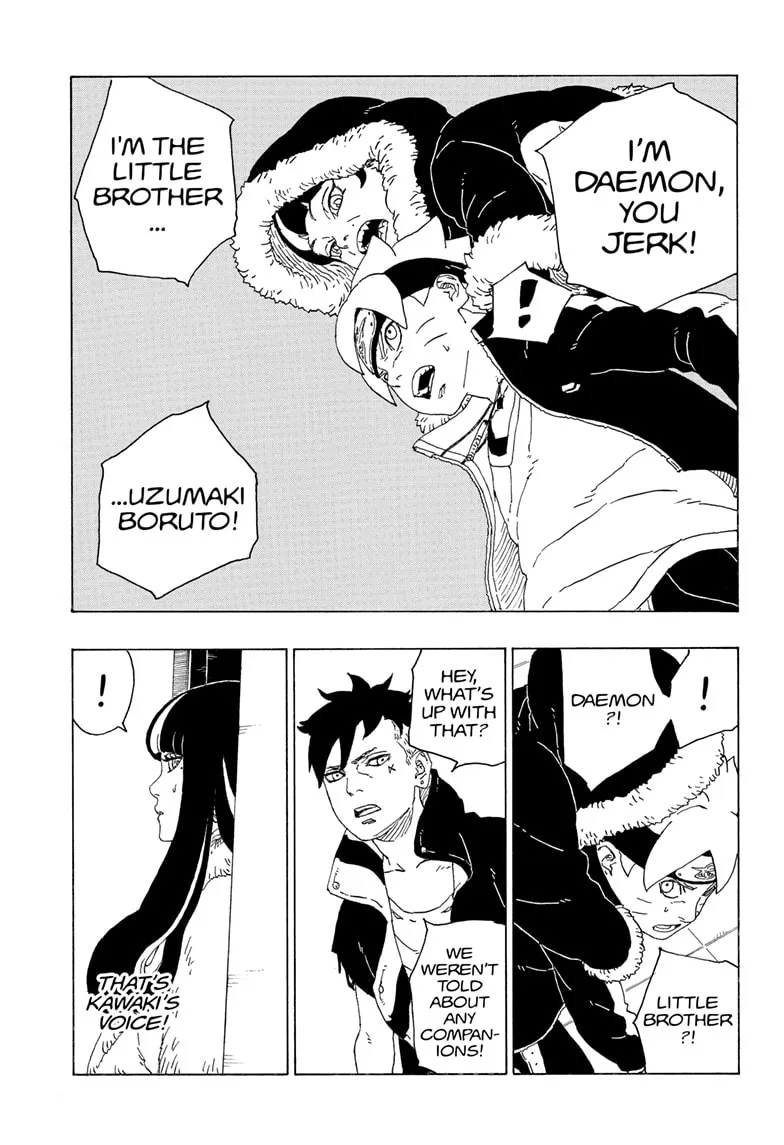 I'M
DAEMON,
YOU
JERK!
!
I'M THE
LITTLE
BROTHER
...
...UZUMAKI
BORUTO!
!
DAEMON
?!
LITTLE
BROTHER
?!
HEY,
WHAT'S
UP WITH
THAT?
WE
WEREN'T
TOLD
ABOUT
ANY
COMPAN-
IONS!
!
THAT'S
KAWAKI'S
VOICE!